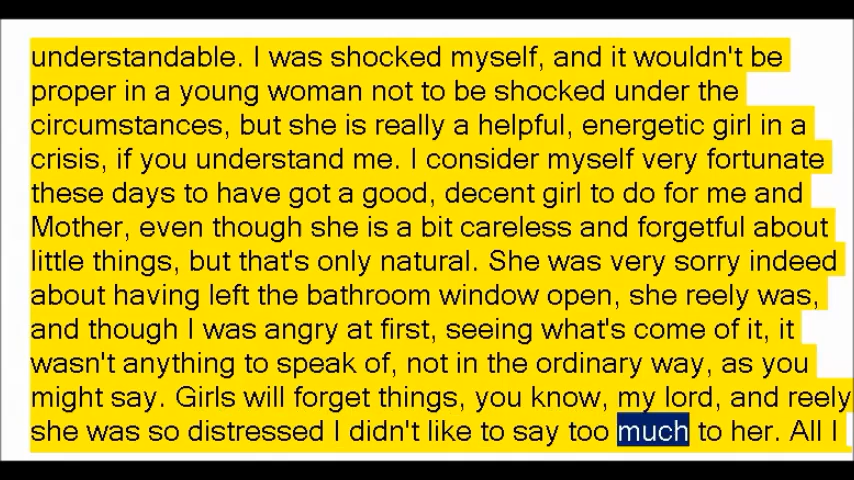 understandable. I was shocked myself, and it wouldn't be
proper in a young woman not to be shocked under the
circumstances, but she is really a helpful, energetic girl in a
crisis, if you understand me. I consider myself very fortunate
these days to have got a good, decent girl to do for me and
Mother, even though she is a bit careless and forgetful about
little things, but that's only natural. She was very sorry indeed
about having left the bathroom window open, she reely was,
and though I was angry at first, seeing what's come of it, it
wasn't anything to speak of, not in the ordinary way, as you
might say. Girls will forget things, you know, my lord, and reely
she was so distressed I didn't like to say too much to her. All I